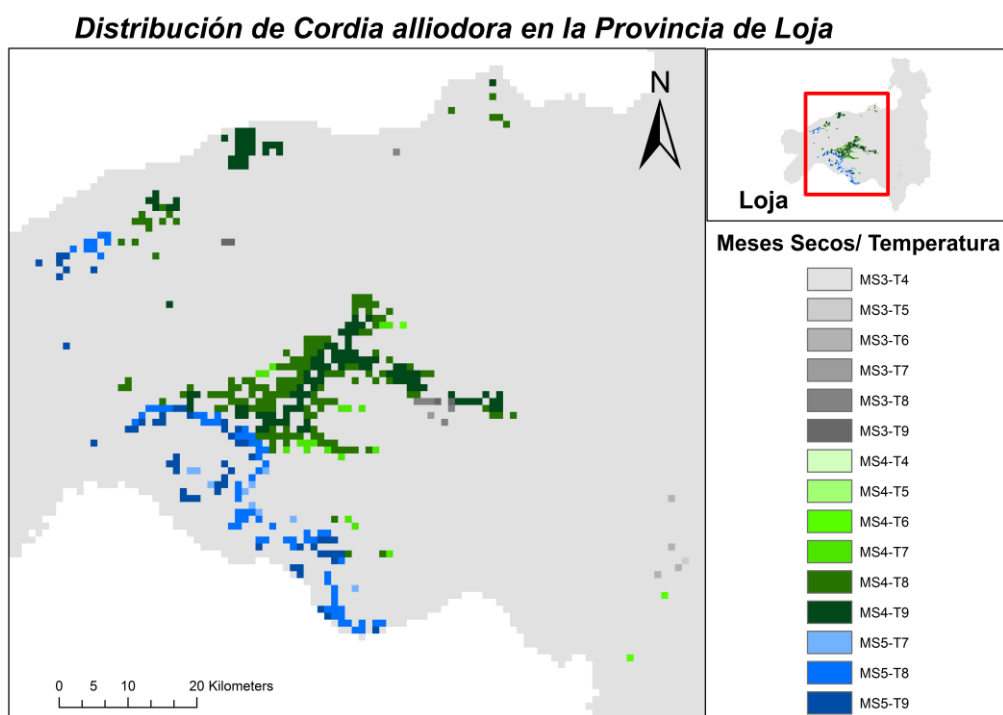 Distribución de Cordia alliodora en la Provincia de Loja
N
Loja
Meses Secos/ Temperatura
MS3-T4
MS3-T5
MS3-T6
MS3-T7
MS3-T8
MS3-T9
MS4-T4
MS4-T5
MS4-T6
MS4-T7
MS4-T8
MS4-T9
MS5-T7
MS5-T8
MS5-T9
0 5 10 20 Kilometers